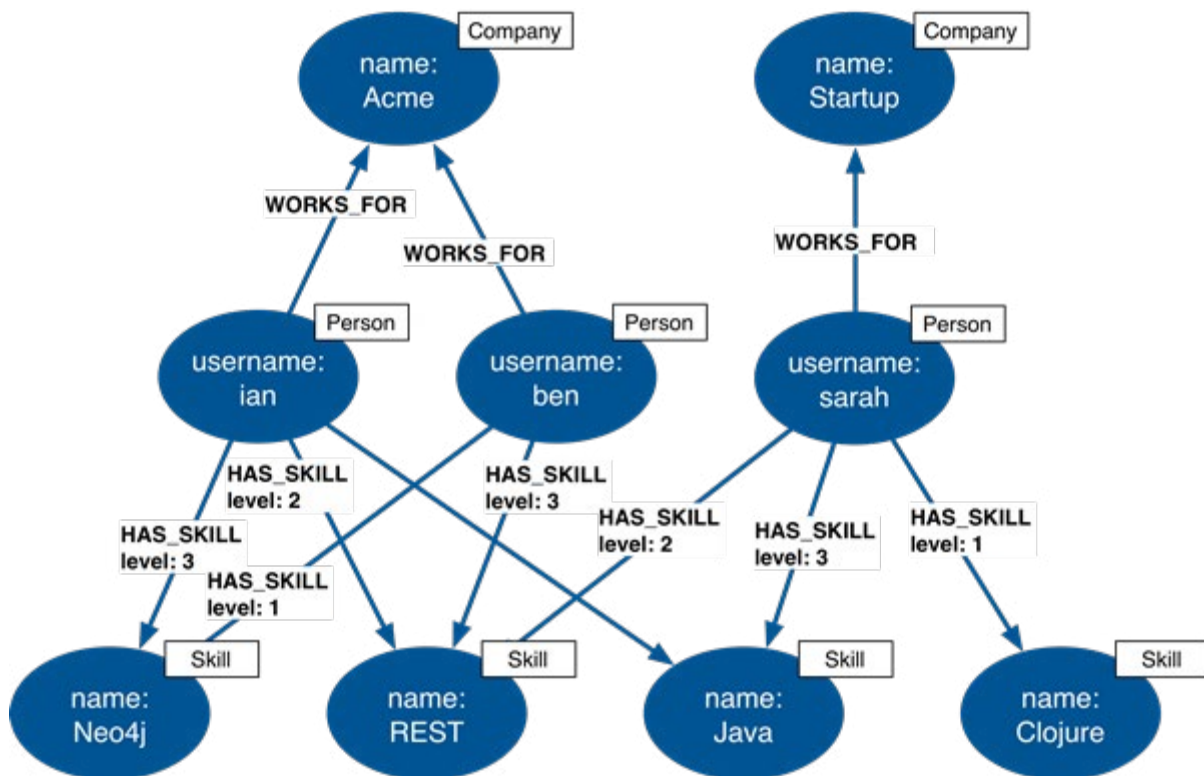 Company
name:
Acme
Company
name:
Startup
WORKS_FOR
WORKS_FOR
WORKS_FOR
Person
username:
ian
Person
username:
ben
Person
username:
sarah
HAS_SKILL
level: 2
HAS_SKILL
level: 3
HAS_SKILL
level: 2
HAS_SKILL
level: 3
HAS_SKILL
level: 1
HAS_SKILL
level: 3
HAS_SKILL
level: 1
Skill
name:
Neo4j
Skill
name:
REST
Skill
name:
Java
Skill
name:
Clojure